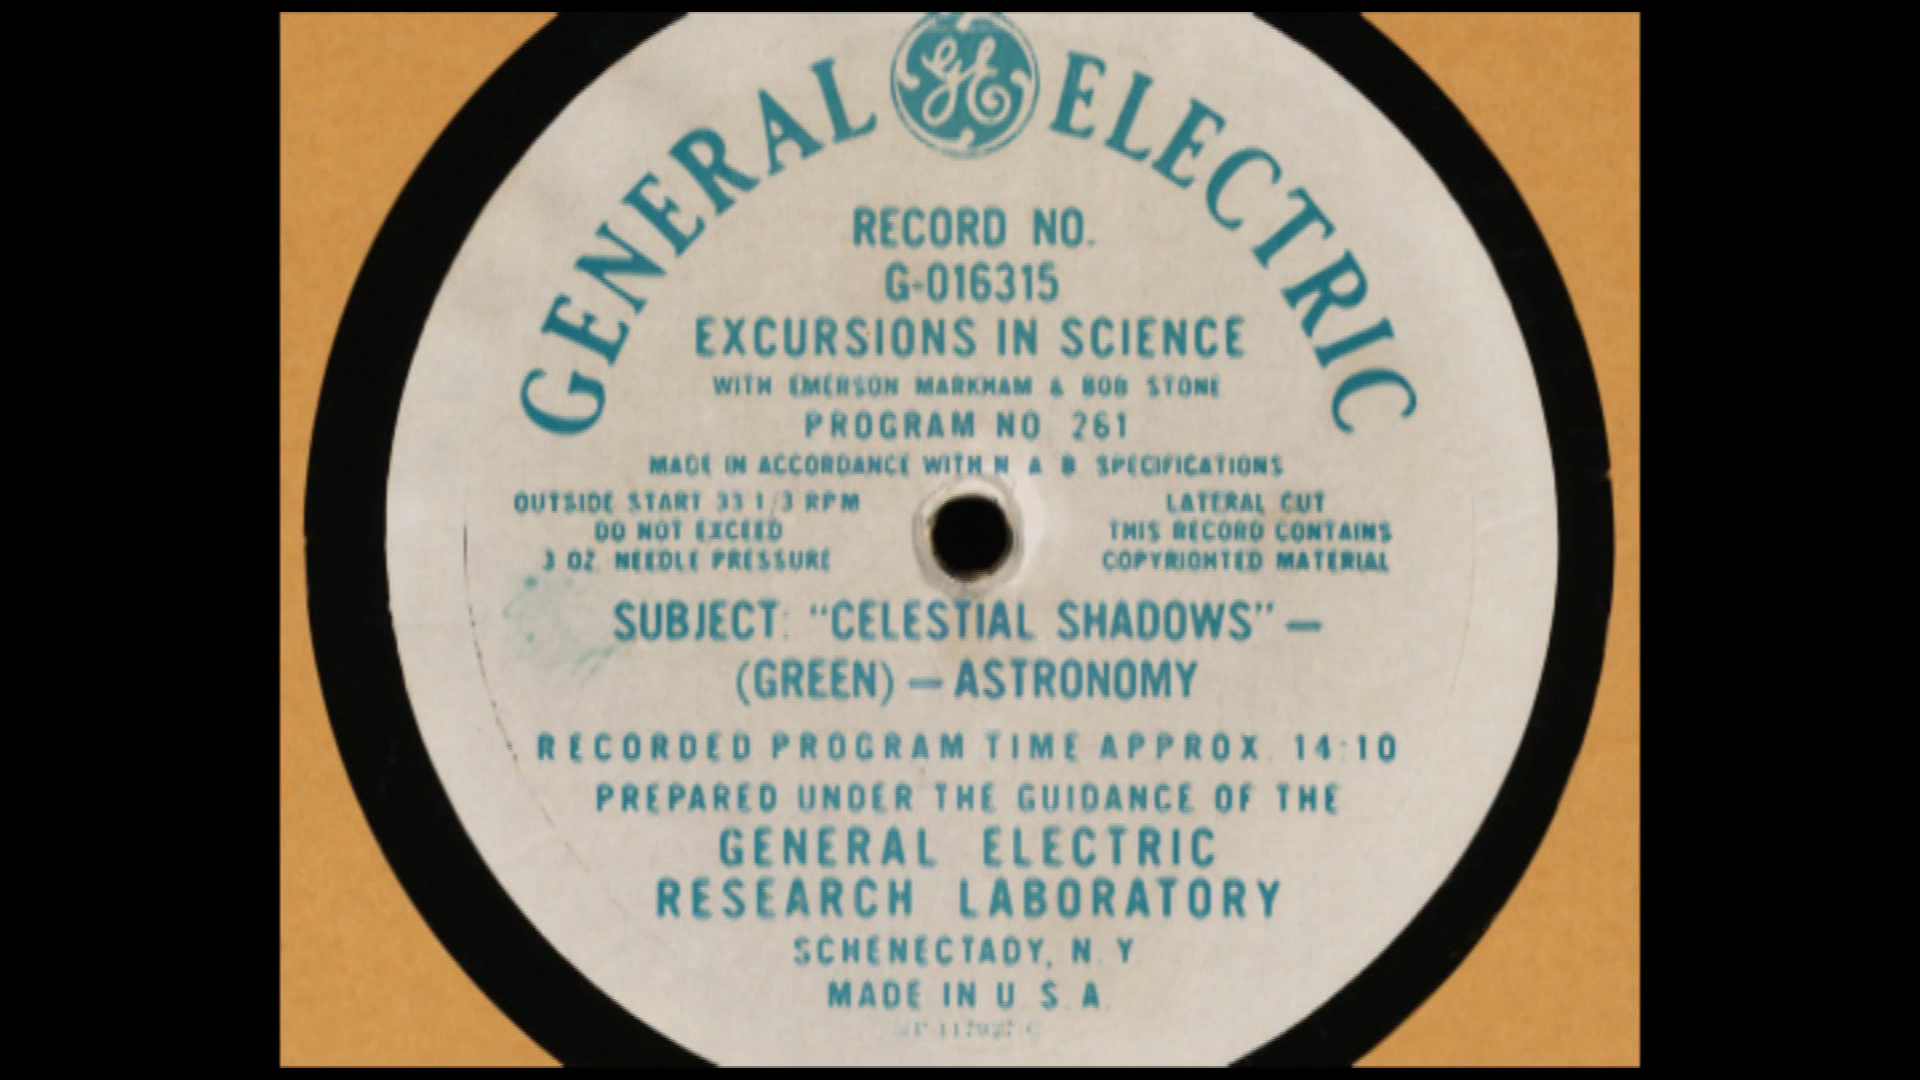 GENERAL GE ELECTRIC
RECORD NO.
G-016315
EXCURSIONS IN SCIENCE
WITH EMERSON MARKHAM & BOB STONE
PROGRAM NO 261
MADE IN ACCORDANCE WITH N A B SPECIFICATIONS
OUTSIDE START 33 1/3 RPM
DO NOT EXCEED
3 OZ. NEEDLE PRESSURE
LATERAL CUT
THIS RECORD CONTAINS
COPYRIGHTED MATERIAL
SUBJECT: "CELESTIAL SHADOWS" —
(GREEN) — ASTRONOMY
RECORDED PROGRAM TIME APPROX. 14:10
PREPARED UNDER THE GUIDANCE OF THE
GENERAL ELECTRIC
RESEARCH LABORATORY
SCHENECTADY, N. Y.
MADE IN U. S. A.